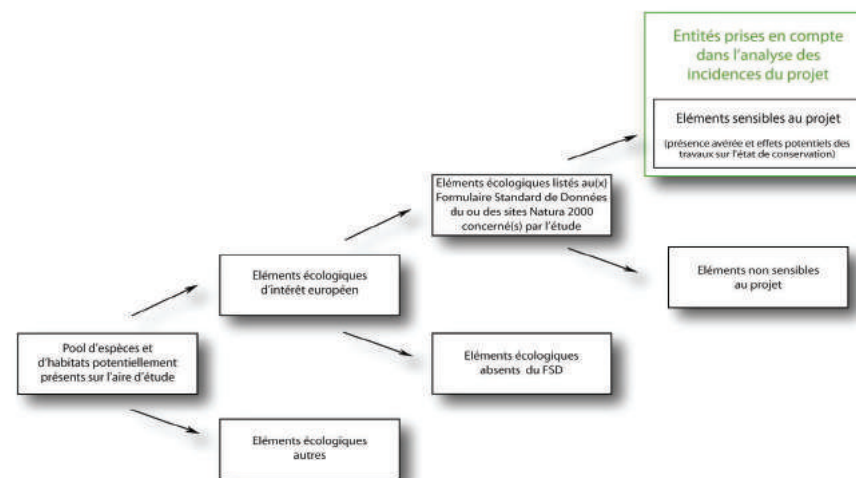 Entités prises en compte
dans l'analyse des
incidences du projet
Eléments sensibles au projet
(présence avérée et effets potentiels des
travaux sur l'état de conservation)
Eléments écologiques listés au(x)
Formulaire Standard de Données
du ou des sites Natura 2000
concerné(s) par l'étude
Eléments écologiques
d'intérêt européen
Eléments non sensibles
au projet
Pool d'espèces et
d'habitats potentiellement
présents sur l'aire d'étude
Eléments écologiques
absents du FSD
Eléments écologiques
autres